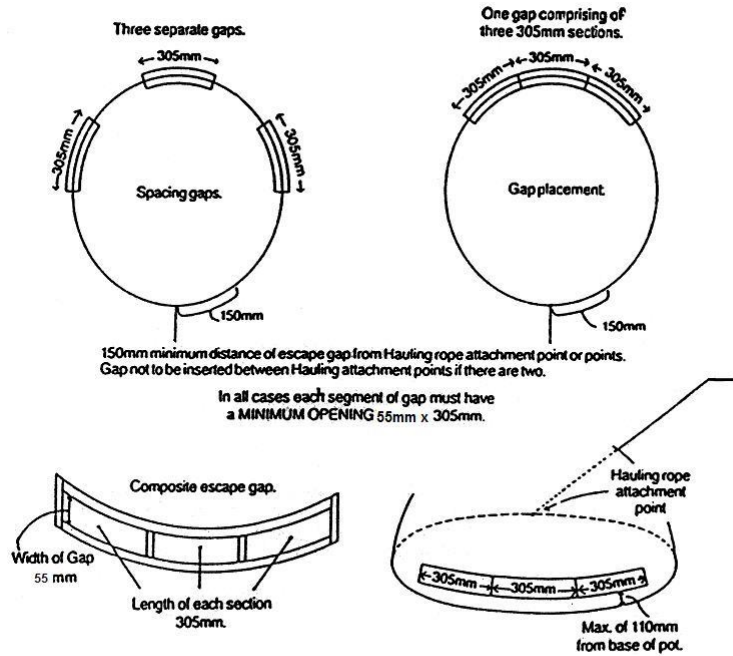 Three separate gaps.
305mm
305mm
305mm
Spacing gaps.
150mm
One gap comprising of
three 305mm sections.
305mm
305mm
305mm
Gap placement.
150mm
150mm minimum distance of escape gap from Hauling rope attachment point or points.
Gap not to be inserted between Hauling attachment points if there are two.
In all cases each segment of gap must have
a MINIMUM OPENING 55mm x 305mm.
Composite escape gap.
Width of Gap
55 mm
Length of each section
305mm.
Hauling rope
attachment
point
305mm
305mm
305mm
Max. of 110mm
from base of pot.